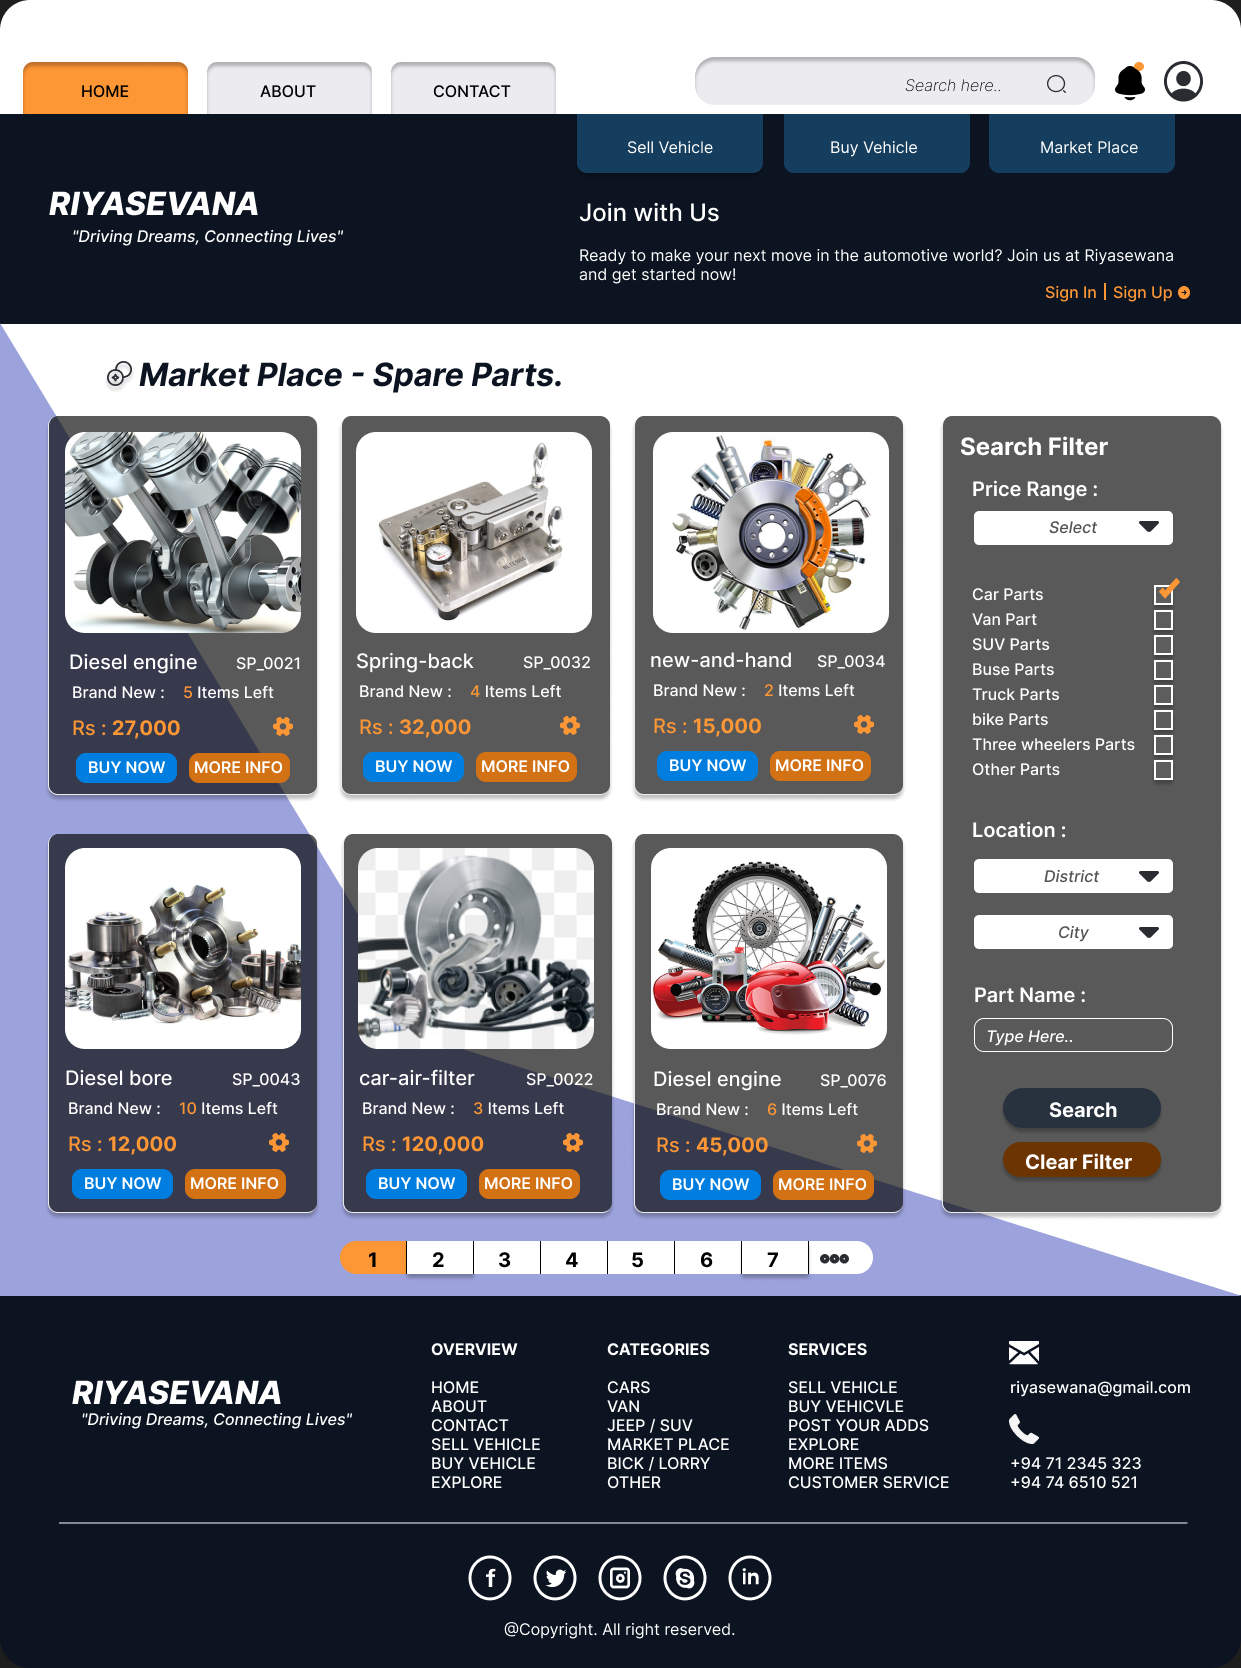 HOME
ABOUT
CONTACT
Search here..
Sell Vehicle
Buy Vehicle
Market Place
RIYASEVANA
"Driving Dreams, Connecting Lives"
Join with Us
Ready to make your next move in the automotive world? Join us at Riyasewana
and get started now!
Sign In | Sign Up
Market Place - Spare Parts.
Diesel engine SP_0021
Brand New : 5 Items Left
Rs : 27,000
BUY NOW MORE INFO
Spring-back SP_0032
Brand New : 4 Items Left
Rs : 32,000
BUY NOW MORE INFO
new-and-hand SP_0034
Brand New : 2 Items Left
Rs : 15,000
BUY NOW MORE INFO
Diesel bore SP_0043
Brand New : 10 Items Left
Rs : 12,000
BUY NOW MORE INFO
car-air-filter SP_0022
Brand New : 3 Items Left
Rs : 120,000
BUY NOW MORE INFO
Diesel engine SP_0076
Brand New : 6 Items Left
Rs : 45,000
BUY NOW MORE INFO
Search Filter
Price Range :
Select
Car Parts
Van Part
SUV Parts
Buse Parts
Truck Parts
bike Parts
Three wheelers Parts
Other Parts
Location :
District
City
Part Name :
Type Here..
Search
Clear Filter
1 2 3 4 5 6 7
RIYASEVANA
"Driving Dreams, Connecting Lives"
OVERVIEW
HOME
ABOUT
CONTACT
SELL VEHICLE
BUY VEHICLE
EXPLORE
CATEGORIES
CARS
VAN
JEEP / SUV
MARKET PLACE
BICK / LORRY
OTHER
SERVICES
SELL VEHICLE
BUY VEHICVLE
POST YOUR ADDS
EXPLORE
MORE ITEMS
CUSTOMER SERVICE
riyasewana@gmail.com
+94 71 2345 323
+94 74 6510 521
@Copyright. All right reserved.